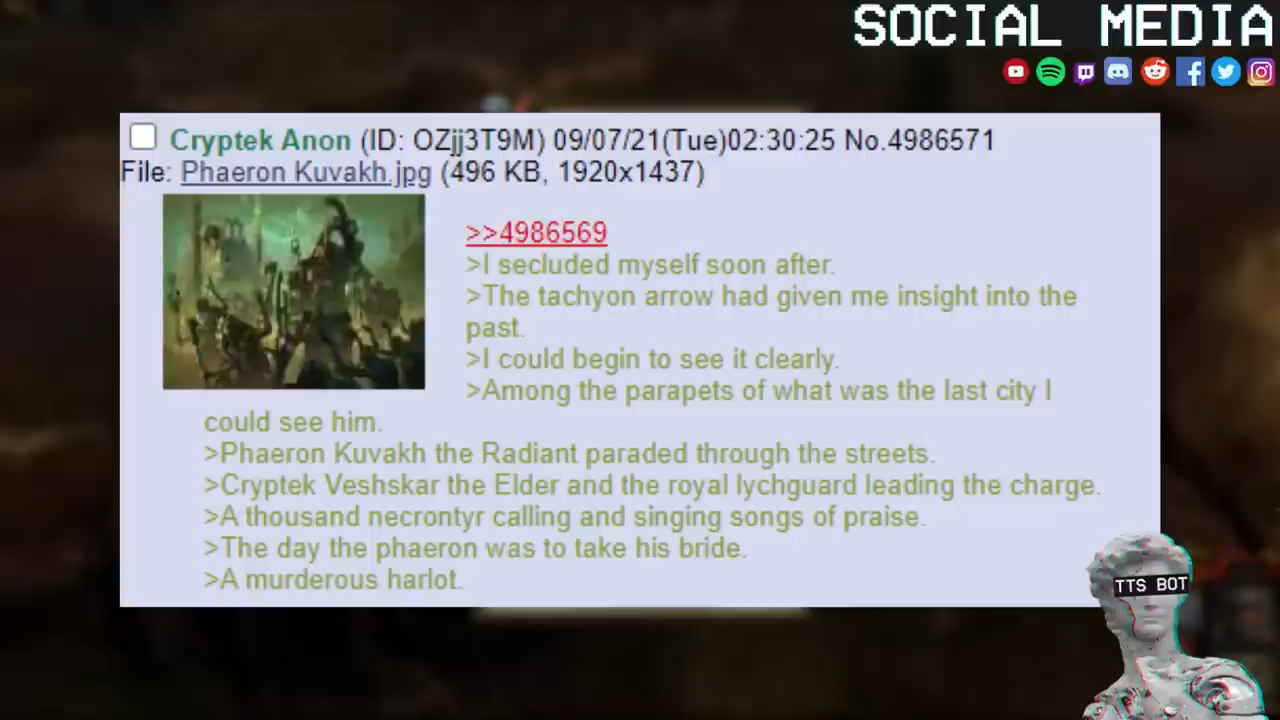 SOCIAL MEDIA
Cryptek Anon (ID: OZjj3T9M) 09/07/21(Tue)02:30:25 No.4986571
File: Phaeron Kuvakh.jpg (496 KB, 1920x1437)
>>4986569
>I secluded myself soon after.
>The tachyon arrow had given me insight into the
past.
>I could begin to see it clearly.
>Among the parapets of what was the last city I
could see him.
>Phaeron Kuvakh the Radiant paraded through the streets.
>Cryptek Veshskar the Elder and the royal lychguard leading the charge.
>A thousand necrontyr calling and singing songs of praise.
>The day the phaeron was to take his bride.
>A murderous harlot.
TTS BOT